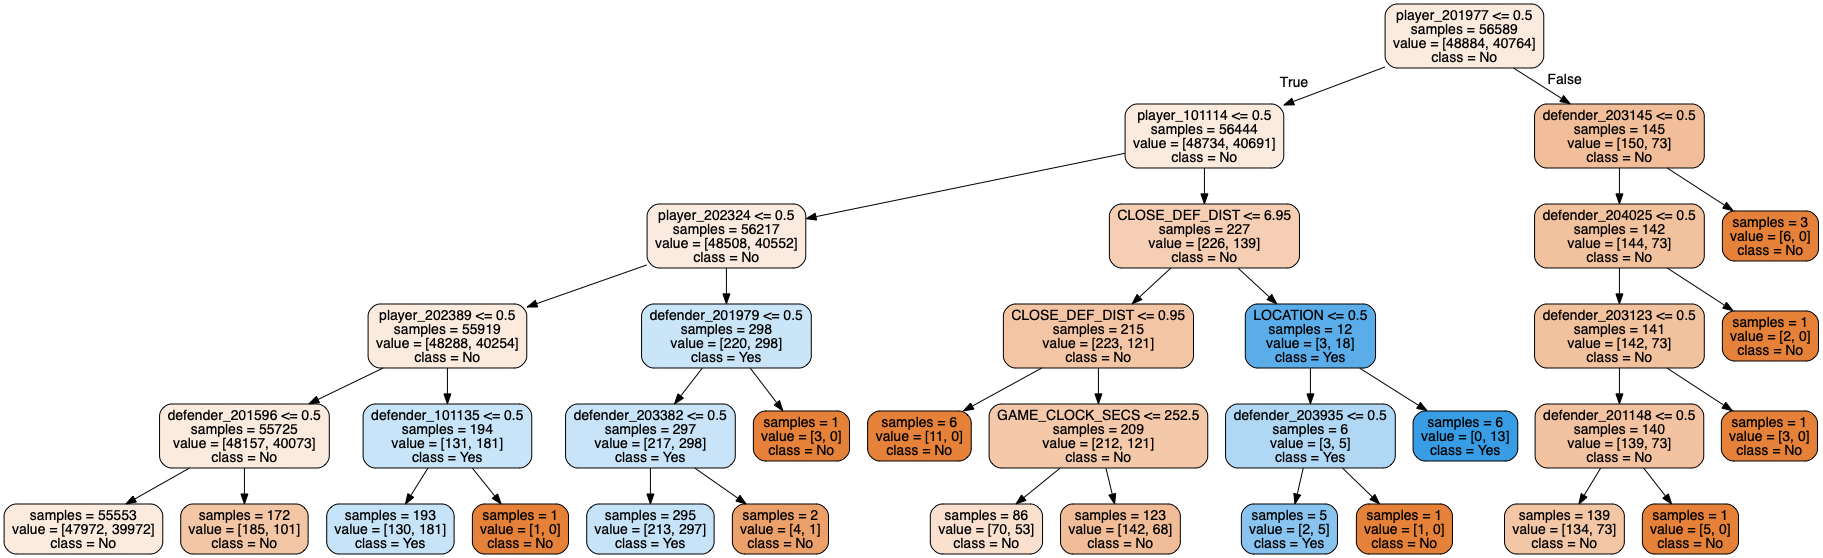 player_201977 <= 0.5
samples = 56589
value = [48884, 40764]
class = No
True
False
player_101114 <= 0.5
samples = 56444
value = [48734, 40691]
class = No
defender_203145 <= 0.5
samples = 145
value = [150, 73]
class = No
player_202324 <= 0.5
samples = 56217
value = [48508, 40552]
class = No
CLOSE_DEF_DIST <= 6.95
samples = 227
value = [226, 139]
class = No
defender_204025 <= 0.5
samples = 142
value = [144, 73]
class = No
samples = 3
value = [6, 0]
class = No
player_202389 <= 0.5
samples = 55919
value = [48288, 40254]
class = No
defender_201979 <= 0.5
samples = 298
value = [220, 298]
class = Yes
CLOSE_DEF_DIST <= 0.95
samples = 215
value = [223, 121]
class = No
LOCATION <= 0.5
samples = 12
value = [3, 18]
class = Yes
defender_203123 <= 0.5
samples = 141
value = [142, 73]
class = No
samples = 1
value = [2, 0]
class = No
defender_201596 <= 0.5
samples = 55725
value = [48157, 40073]
class = No
defender_101135 <= 0.5
samples = 194
value = [131, 181]
class = Yes
defender_203382 <= 0.5
samples = 297
value = [217, 298]
class = Yes
samples = 1
value = [3, 0]
class = No
samples = 6
value = [11, 0]
class = No
GAME_CLOCK_SECS <= 252.5
samples = 209
value = [212, 121]
class = No
defender_203935 <= 0.5
samples = 6
value = [3, 5]
class = Yes
samples = 6
value = [0, 13]
class = Yes
defender_201148 <= 0.5
samples = 140
value = [139, 73]
class = No
samples = 1
value = [3, 0]
class = No
samples = 55553
value = [47972, 39972]
class = No
samples = 172
value = [185, 101]
class = No
samples = 193
value = [130, 181]
class = Yes
samples = 1
value = [1, 0]
class = No
samples = 295
value = [213, 297]
class = Yes
samples = 2
value = [4, 1]
class = No
samples = 86
value = [70, 53]
class = No
samples = 123
value = [142, 68]
class = No
samples = 5
value = [2, 5]
class = Yes
samples = 1
value = [1, 0]
class = No
samples = 139
value = [134, 73]
class = No
samples = 1
value = [5, 0]
class = No